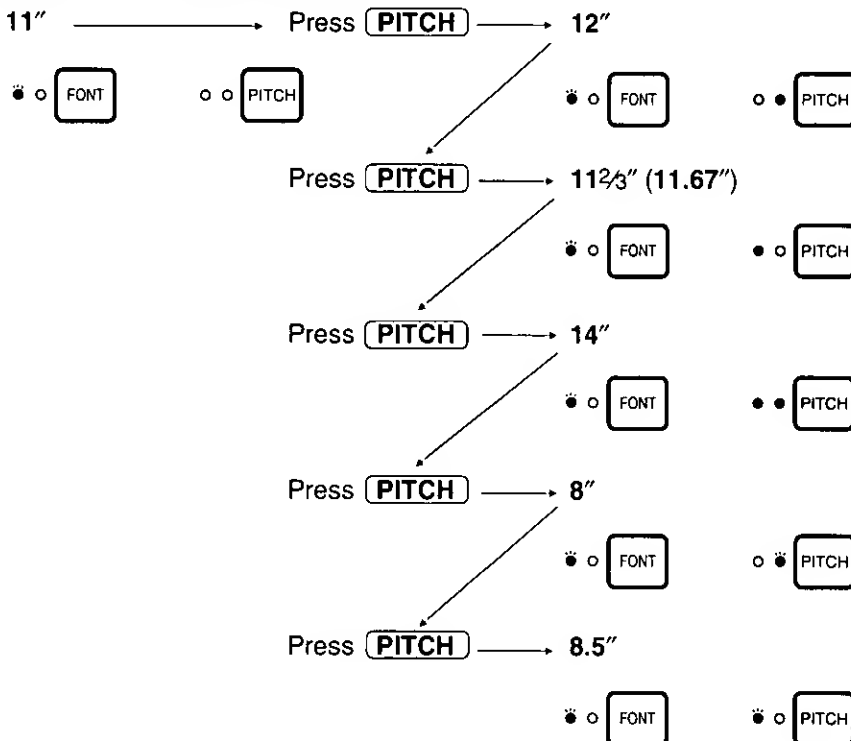 11″ Press PITCH 12″
FONT PITCH FONT PITCH
Press PITCH 11⅔″ (11.67″)
FONT PITCH
Press PITCH 14″
FONT PITCH
Press PITCH 8″
FONT PITCH
Press PITCH 8.5″
FONT PITCH